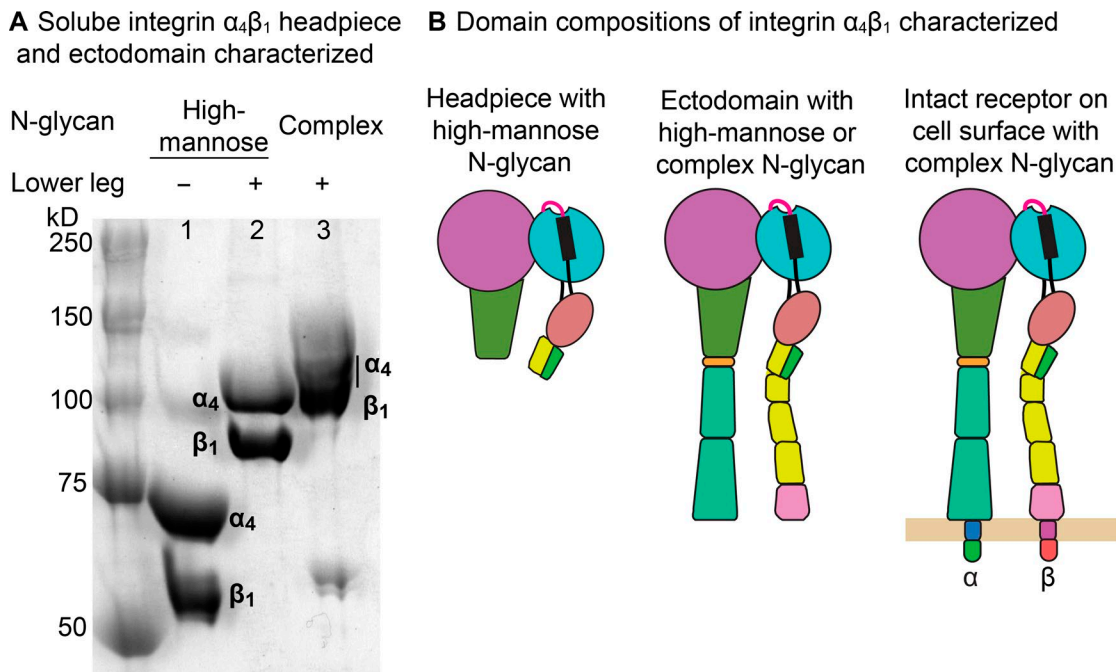 A Solube integrin α₄β₁ headpiece
and ectodomain characterized
N-glycan
High-
mannose
Complex
Lower leg
–
+
+
kD
250
150
100
75
50
1
2
3
α₄
β₁
α₄
β₁
α₄
β₁
B Domain compositions of integrin α₄β₁ characterized
Headpiece with
high-mannose
N-glycan
Ectodomain with
high-mannose or
complex N-glycan
Intact receptor on
cell surface with
complex N-glycan
α
β